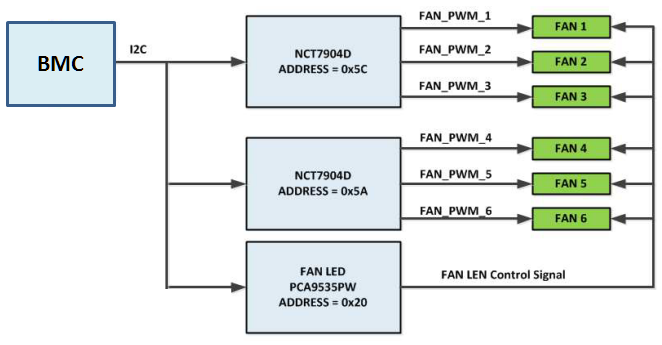 BMC
I2C
NCT7904D
ADDRESS = 0x5C
FAN_PWM_1
FAN 1
FAN_PWM_2
FAN 2
FAN_PWM_3
FAN 3
NCT7904D
ADDRESS = 0x5A
FAN_PWM_4
FAN 4
FAN_PWM_5
FAN 5
FAN_PWM_6
FAN 6
FAN LED
PCA9535PW
ADDRESS = 0x20
FAN LEN Control Signal